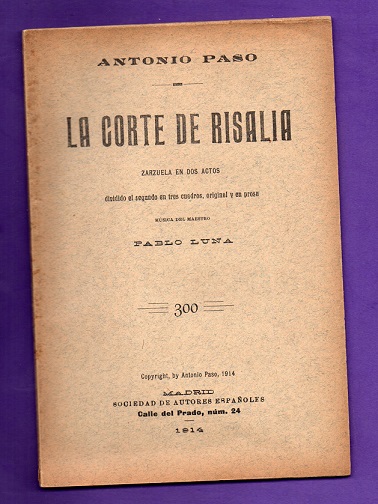 ANTONIO PASO
LA CORTE DE RISALIA
ZARZUELA EN DOS ACTOS
dividido el segundo en tres cuadros, original y en prosa
MÚSICA DEL MAESTRO
PABLO LUNA
300
Copyright, by Antonio Paso, 1914
MADRID
SOCIEDAD DE AUTORES ESPAÑOLES
Calle del Prado, núm. 24
1914